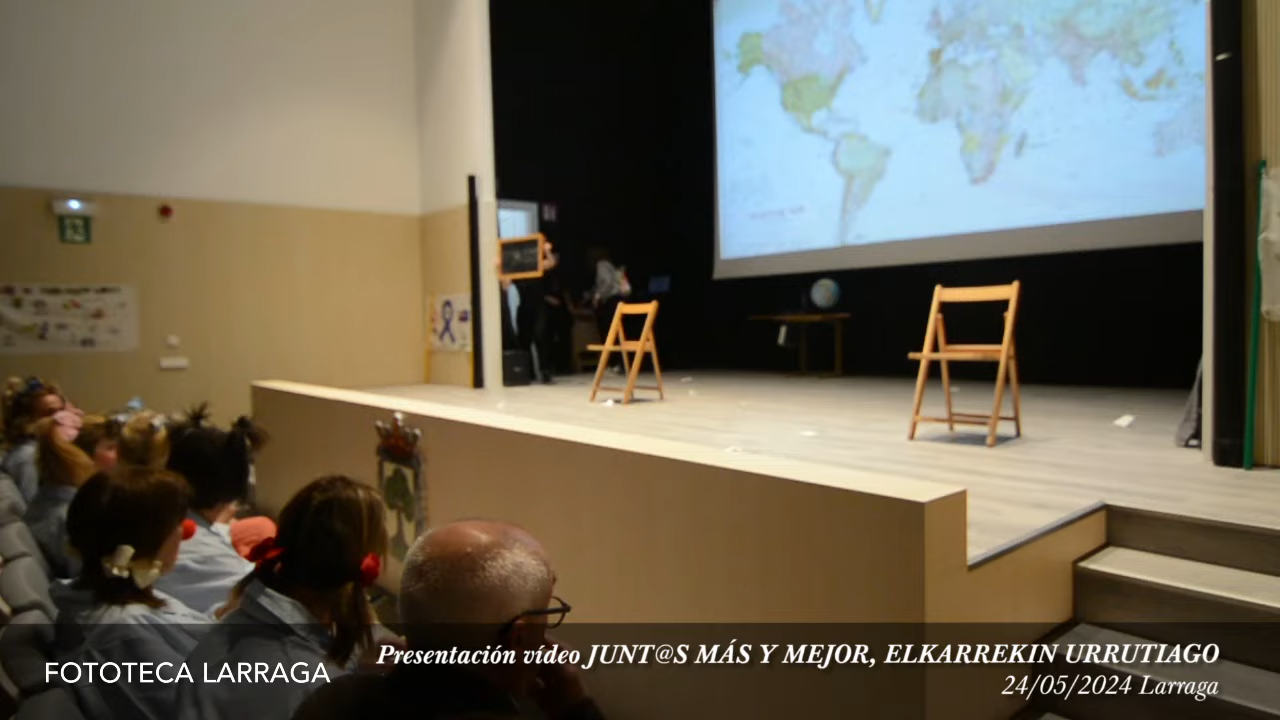 Presentación vídeo JUNT@S MÁS Y MEJOR, ELKARREKIN URRUTIAGO
FOTOTECA LARRAGA
24/05/2024 Larraga